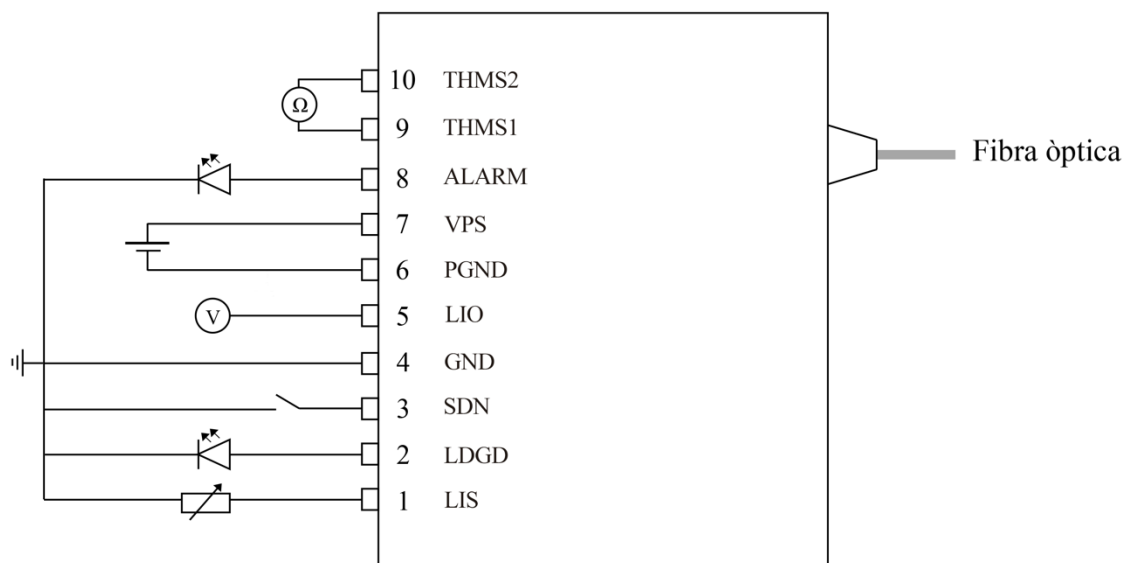 10 THMS2
Ω
9 THMS1
8 ALARM
Fibra òptica
7 VPS
6 PGND
V
5 LIO
4 GND
3 SDN
2 LDGD
1 LIS